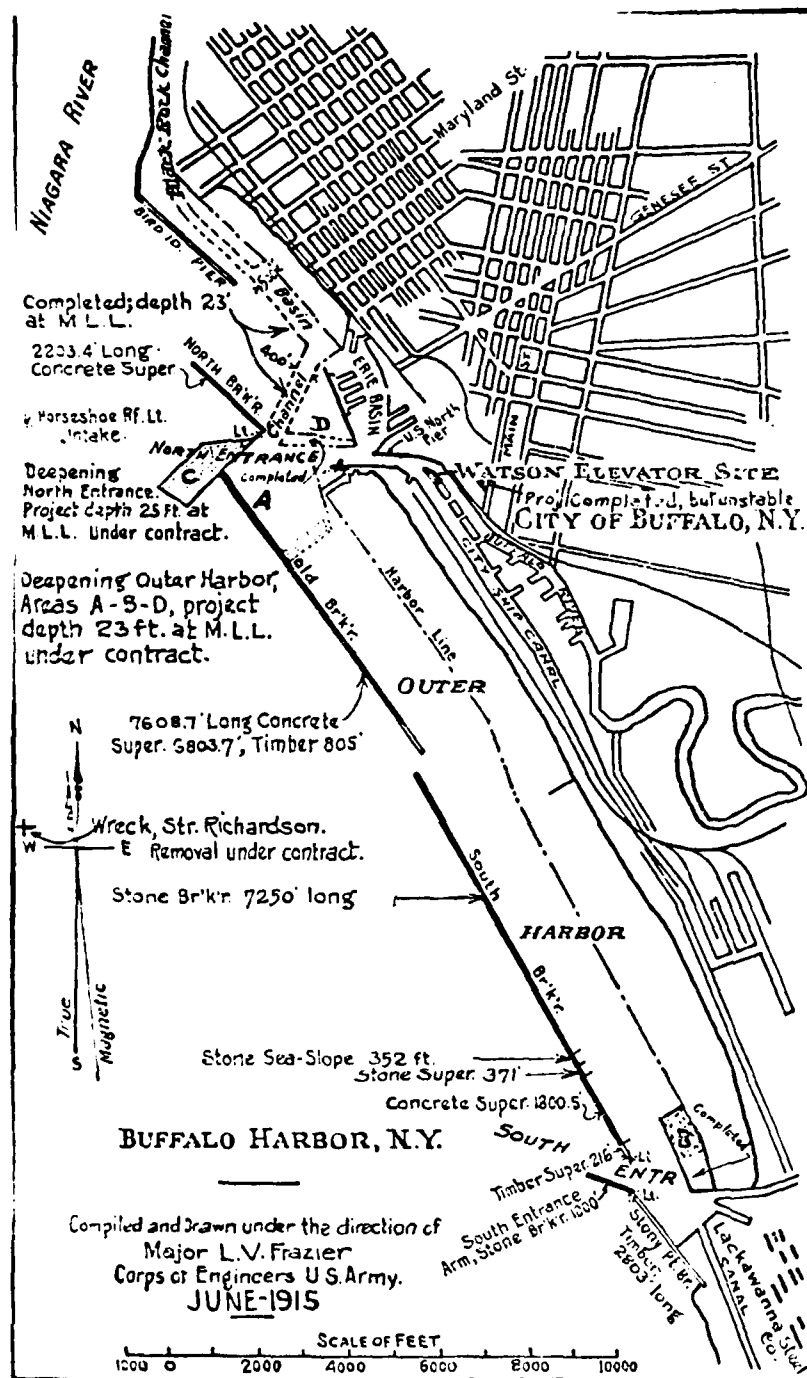 NIAGARA RIVER
Black Rock Channel
BIRD ID. PIER
Maryland St.
GENESEE ST.
Completed; depth 23'
at M.L.L.
Basin
2203.4' Long
Concrete Super
NORTH BR'K'R.
400'
Channel
ERIE BASIN
D
C
U.S. North
Pier
MAIN
ST
Horseshoe Rf. Lt.
Intake.
Lt.
NORTH ENTRANCE
completed
C
A
Deepening
North Entrance.
Project depth 25 ft. at
M.L.L. under contract.
WATSON ELEVATOR SITE
Proj. Completed, but unstable
CITY OF BUFFALO, N.Y.
BUFFALO RIVER
CITY SHIP CANAL
Deepening Outer Harbor,
Areas A-B-D, project
depth 23 ft. at M.L.L.
under contract.
Old Br'k'r.
Harbor Line
OUTER
7608.7' Long Concrete
Super. 6803.7', Timber 805'
N
W
E
Wreck, Str. Richardson.
Removal under contract.
Stone Br'k'r. 7250' long
South
Br'k'r.
HARBOR
True
Magnetic
S
Stone Sea-Slope 352 ft.
Stone Super. 371'
Concrete Super. 1800.5'
BUFFALO HARBOR, N.Y.
SOUTH
ENTR
Completed
B
Timber Super. 216'
Lt.
Lt.
South Entrance
Arm, Stone Br'k'r. 1000'
Stony Pt. Br.
Timber,
2803' long
Lackawanna Steel
CO.
CANAL
Compiled and Drawn under the direction of
Major L.V. Frazier
Corps of Engineers U.S. Army.
JUNE-1915
SCALE OF FEET
1000 0 2000 4000 6000 8000 10000